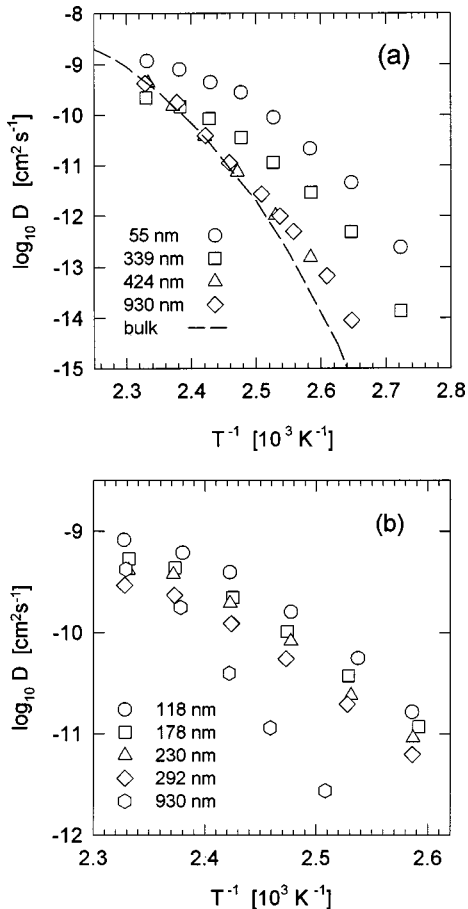 (a)
-8
-9
-10
-11
-12
-13
-14
-15
log₁₀ D [cm² s⁻¹]
55 nm
339 nm
424 nm
930 nm
bulk
2.3 2.4 2.5 2.6 2.7 2.8
T⁻¹ [10³ K⁻¹]
(b)
-9
-10
-11
-12
log₁₀ D [cm²s⁻¹]
118 nm
178 nm
230 nm
292 nm
930 nm
2.3 2.4 2.5 2.6
T⁻¹ [10³ K⁻¹]